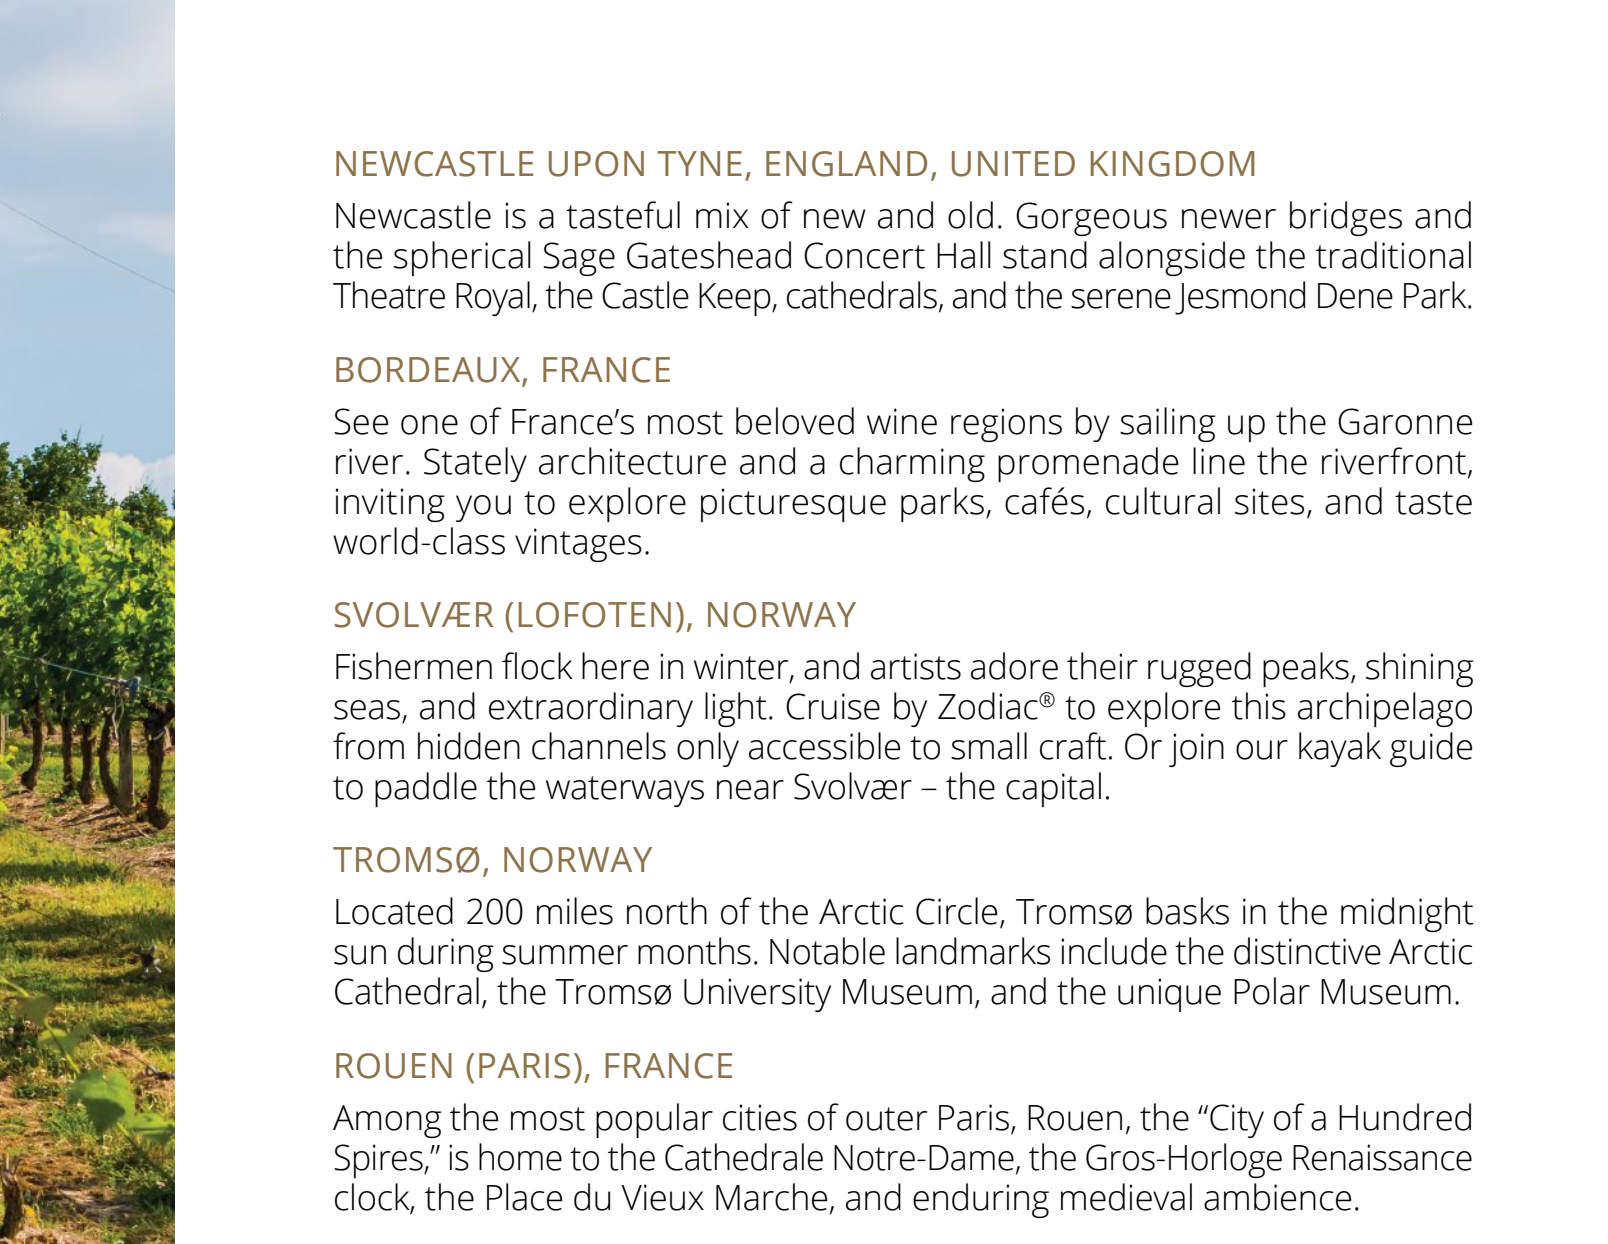 NEWCASTLE UPON TYNE, ENGLAND, UNITED KINGDOM
Newcastle is a tasteful mix of new and old. Gorgeous newer bridges and
the spherical Sage Gateshead Concert Hall stand alongside the traditional
Theatre Royal, the Castle Keep, cathedrals, and the serene Jesmond Dene Park.
BORDEAUX, FRANCE
See one of France’s most beloved wine regions by sailing up the Garonne
river. Stately architecture and a charming promenade line the riverfront,
inviting you to explore picturesque parks, cafés, cultural sites, and taste
world-class vintages.
SVOLVÆR (LOFOTEN), NORWAY
Fishermen flock here in winter, and artists adore their rugged peaks, shining
seas, and extraordinary light. Cruise by Zodiac® to explore this archipelago
from hidden channels only accessible to small craft. Or join our kayak guide
to paddle the waterways near Svolvær – the capital.
TROMSØ, NORWAY
Located 200 miles north of the Arctic Circle, Tromsø basks in the midnight
sun during summer months. Notable landmarks include the distinctive Arctic
Cathedral, the Tromsø University Museum, and the unique Polar Museum.
ROUEN (PARIS), FRANCE
Among the most popular cities of outer Paris, Rouen, the “City of a Hundred
Spires,” is home to the Cathedrale Notre-Dame, the Gros-Horloge Renaissance
clock, the Place du Vieux Marche, and enduring medieval ambience.